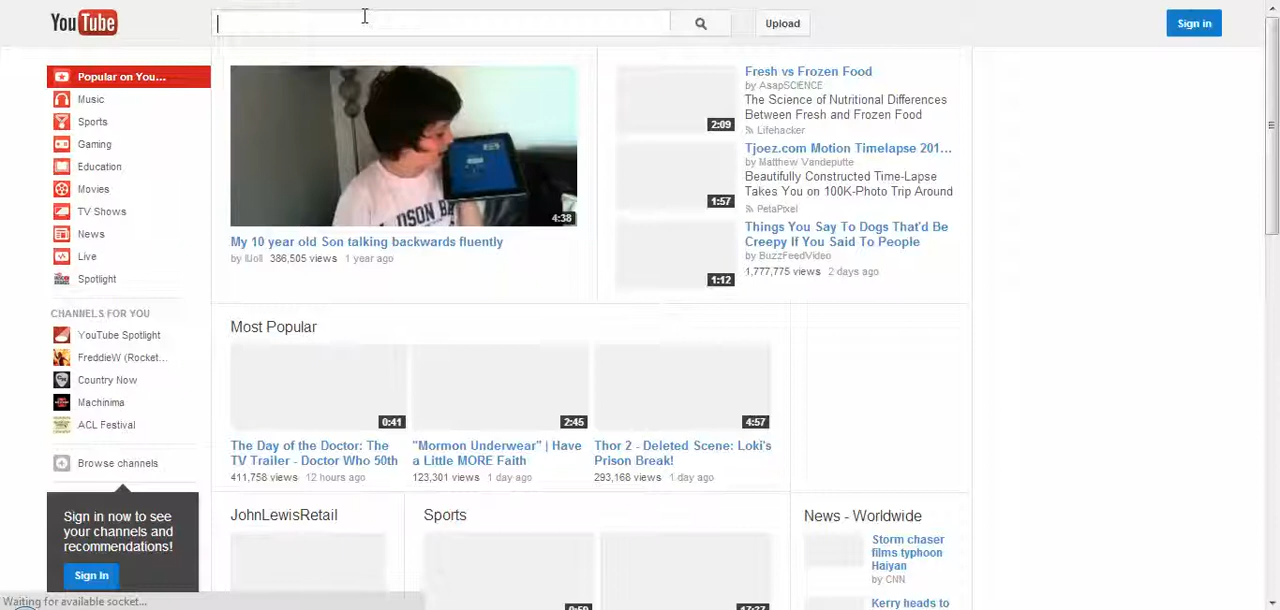 YouTube
Upload
Sign in
Popular on You...
Music
Sports
Gaming
Education
Movies
TV Shows
News
Live
Spotlight
CHANNELS FOR YOU
YouTube Spotlight
FreddieW (Rocket...
Country Now
Machinima
ACL Festival
Browse channels
Sign in now to see
your channels and
recommendations!
Sign In
4:38
My 10 year old Son talking backwards fluently
386,505 views 1 year ago
2:09
Fresh vs Frozen Food
by AsapSCIENCE
The Science of Nutritional Differences
Between Fresh and Frozen Food
Lifehacker
1:57
Tjoez.com Motion Timelapse 201...
by Matthew Vandeputte
Beautifully Constructed Time-Lapse
Takes You on 100K-Photo Trip Around
PetaPixel
1:12
Things You Say To Dogs That'd Be
Creepy If You Said To People
by BuzzFeedVideo
1,777,775 views 2 days ago
Most Popular
0:41
The Day of the Doctor: The
TV Trailer - Doctor Who 50th
411,758 views 12 hours ago
2:45
"Mormon Underwear" | Have
a Little MORE Faith
123,301 views 1 day ago
4:57
Thor 2 - Deleted Scene: Loki's
Prison Break!
293,168 views 1 day ago
JohnLewisRetail
Sports
0:59
17:27
News - Worldwide
Storm chaser
films typhoon
Haiyan
by CNN
Kerry heads to
Waiting for available socket...